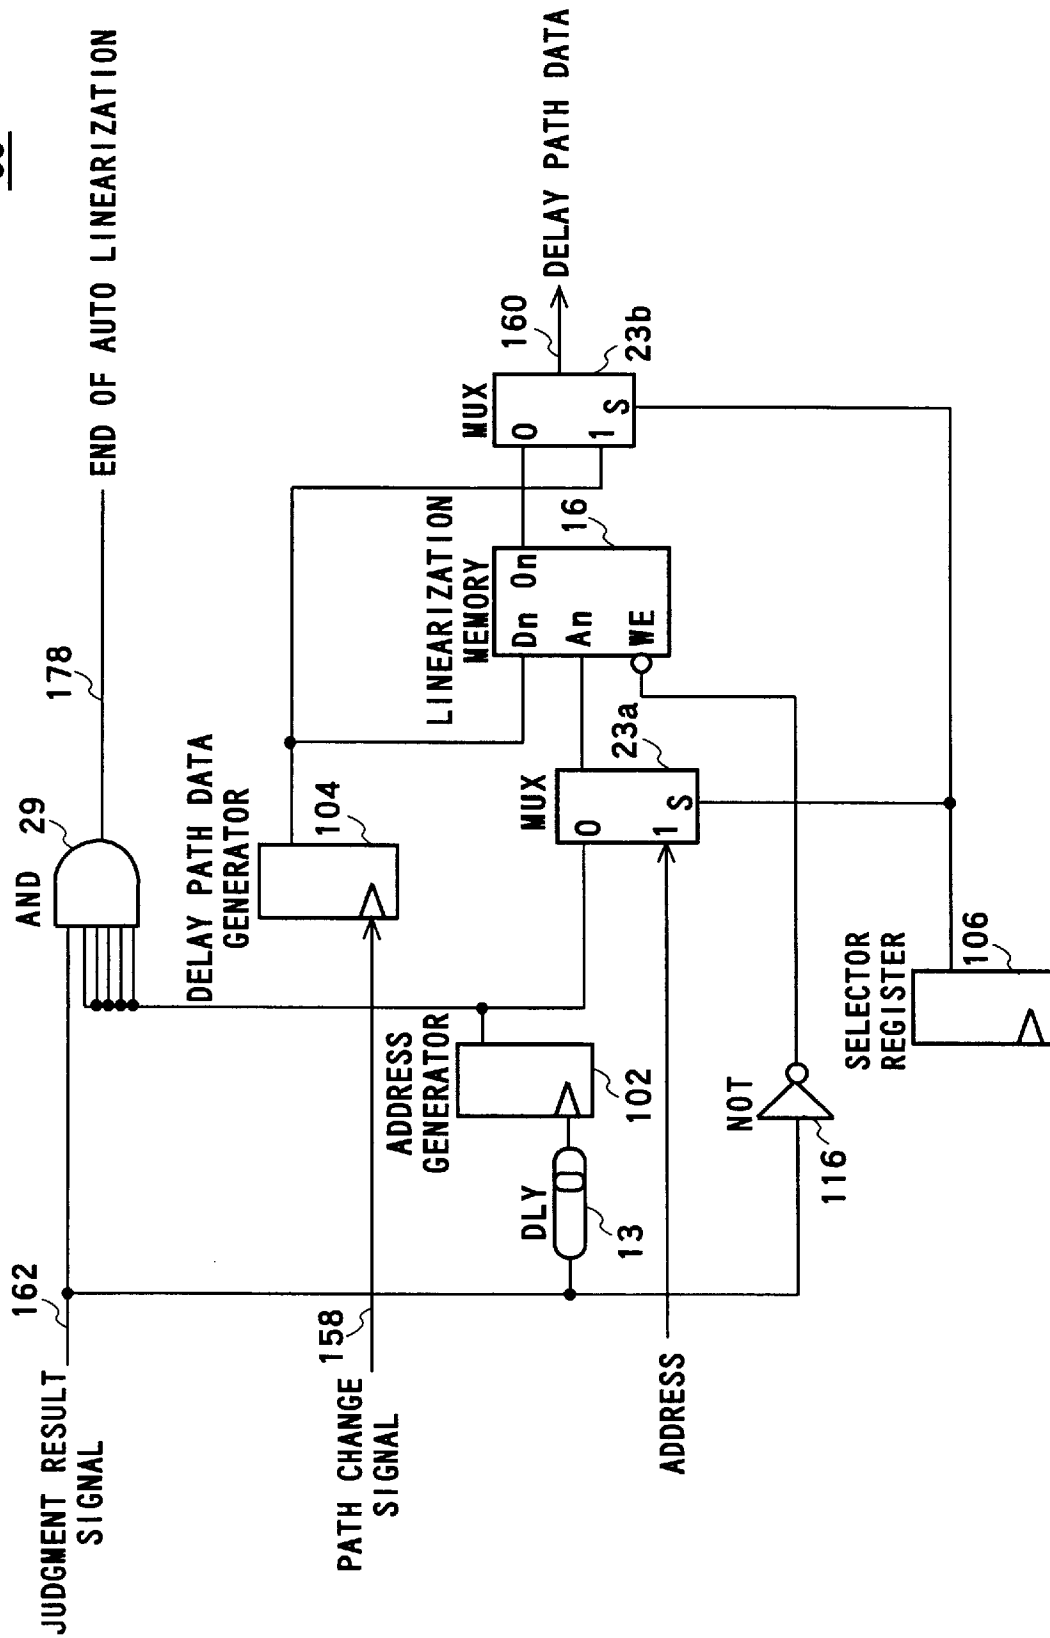 END OF AUTO LINEARIZATION
178
AND
29
JUDGMENT RESULT
SIGNAL
162
PATH CHANGE
SIGNAL
158
DELAY PATH DATA
GENERATOR
104
ADDRESS
GENERATOR
102
DLY
13
ADDRESS
MUX
0
1
S
23a
LINEARIZATION
MEMORY
16
Dn
On
An
WE
MUX
0
1
S
23b
160
DELAY PATH DATA
NOT
116
SELECTOR
REGISTER
106